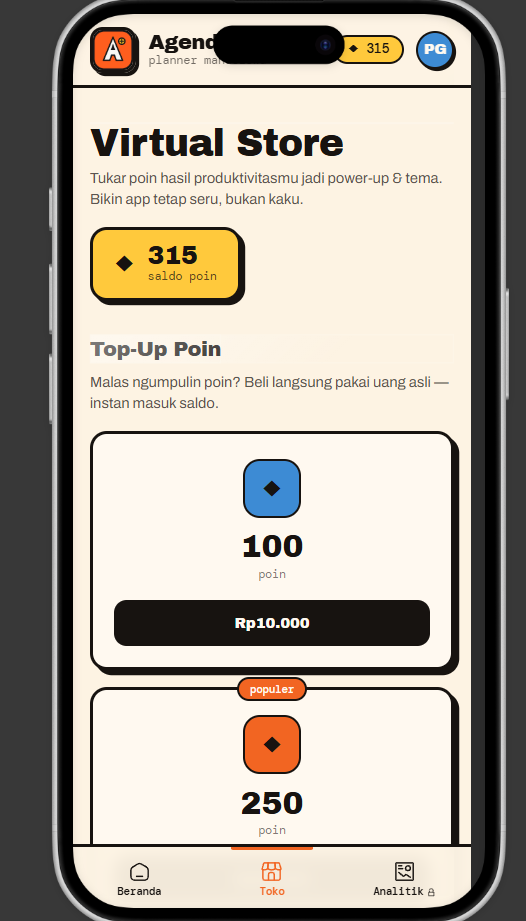 A
Agend
planner man
315
PG
Virtual Store
Tukar poin hasil produktivitasmu jadi power-up & tema.
Bikin app tetap seru, bukan kaku.
315
saldo poin
Top-Up Poin
Malas ngumpulin poin? Beli langsung pakai uang asli —
instan masuk saldo.
100
poin
Rp10.000
populer
250
poin
Beranda
Toko
Analitik